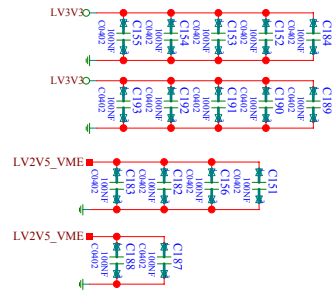 LV3V3
C155
100NF
C0402
C154
100NF
C0402
C153
100NF
C0402
C152
100NF
C0402
C184
100NF
C0402
LV3V3
C193
100NF
C0402
C192
100NF
C0402
C191
100NF
C0402
C190
100NF
C0402
C189
100NF
C0402
LV2V5_VME
C183
100NF
C0402
C182
100NF
C0402
C156
100NF
C0402
C151
100NF
C0402
LV2V5_VME
C188
100NF
C0402
C187
100NF
C0402